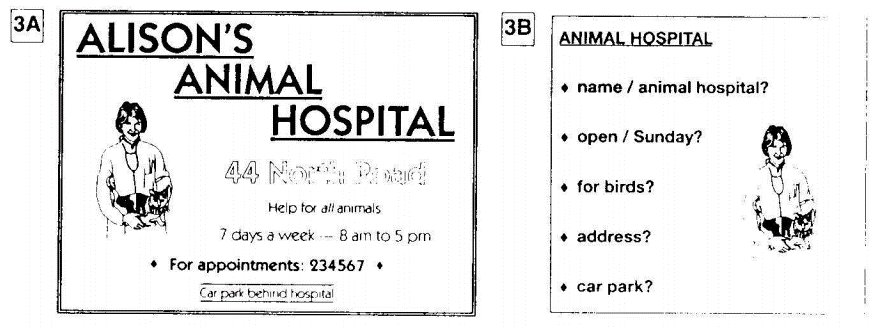 3A
ALISON'S
ANIMAL
HOSPITAL
44 North Road
Help for all animals
7 days a week --- 8 am to 5 pm
♦ For appointments: 234567 ♦
Car park behind hospital
3B
ANIMAL HOSPITAL
♦ name / animal hospital?
♦ open / Sunday?
♦ for birds?
♦ address?
♦ car park?